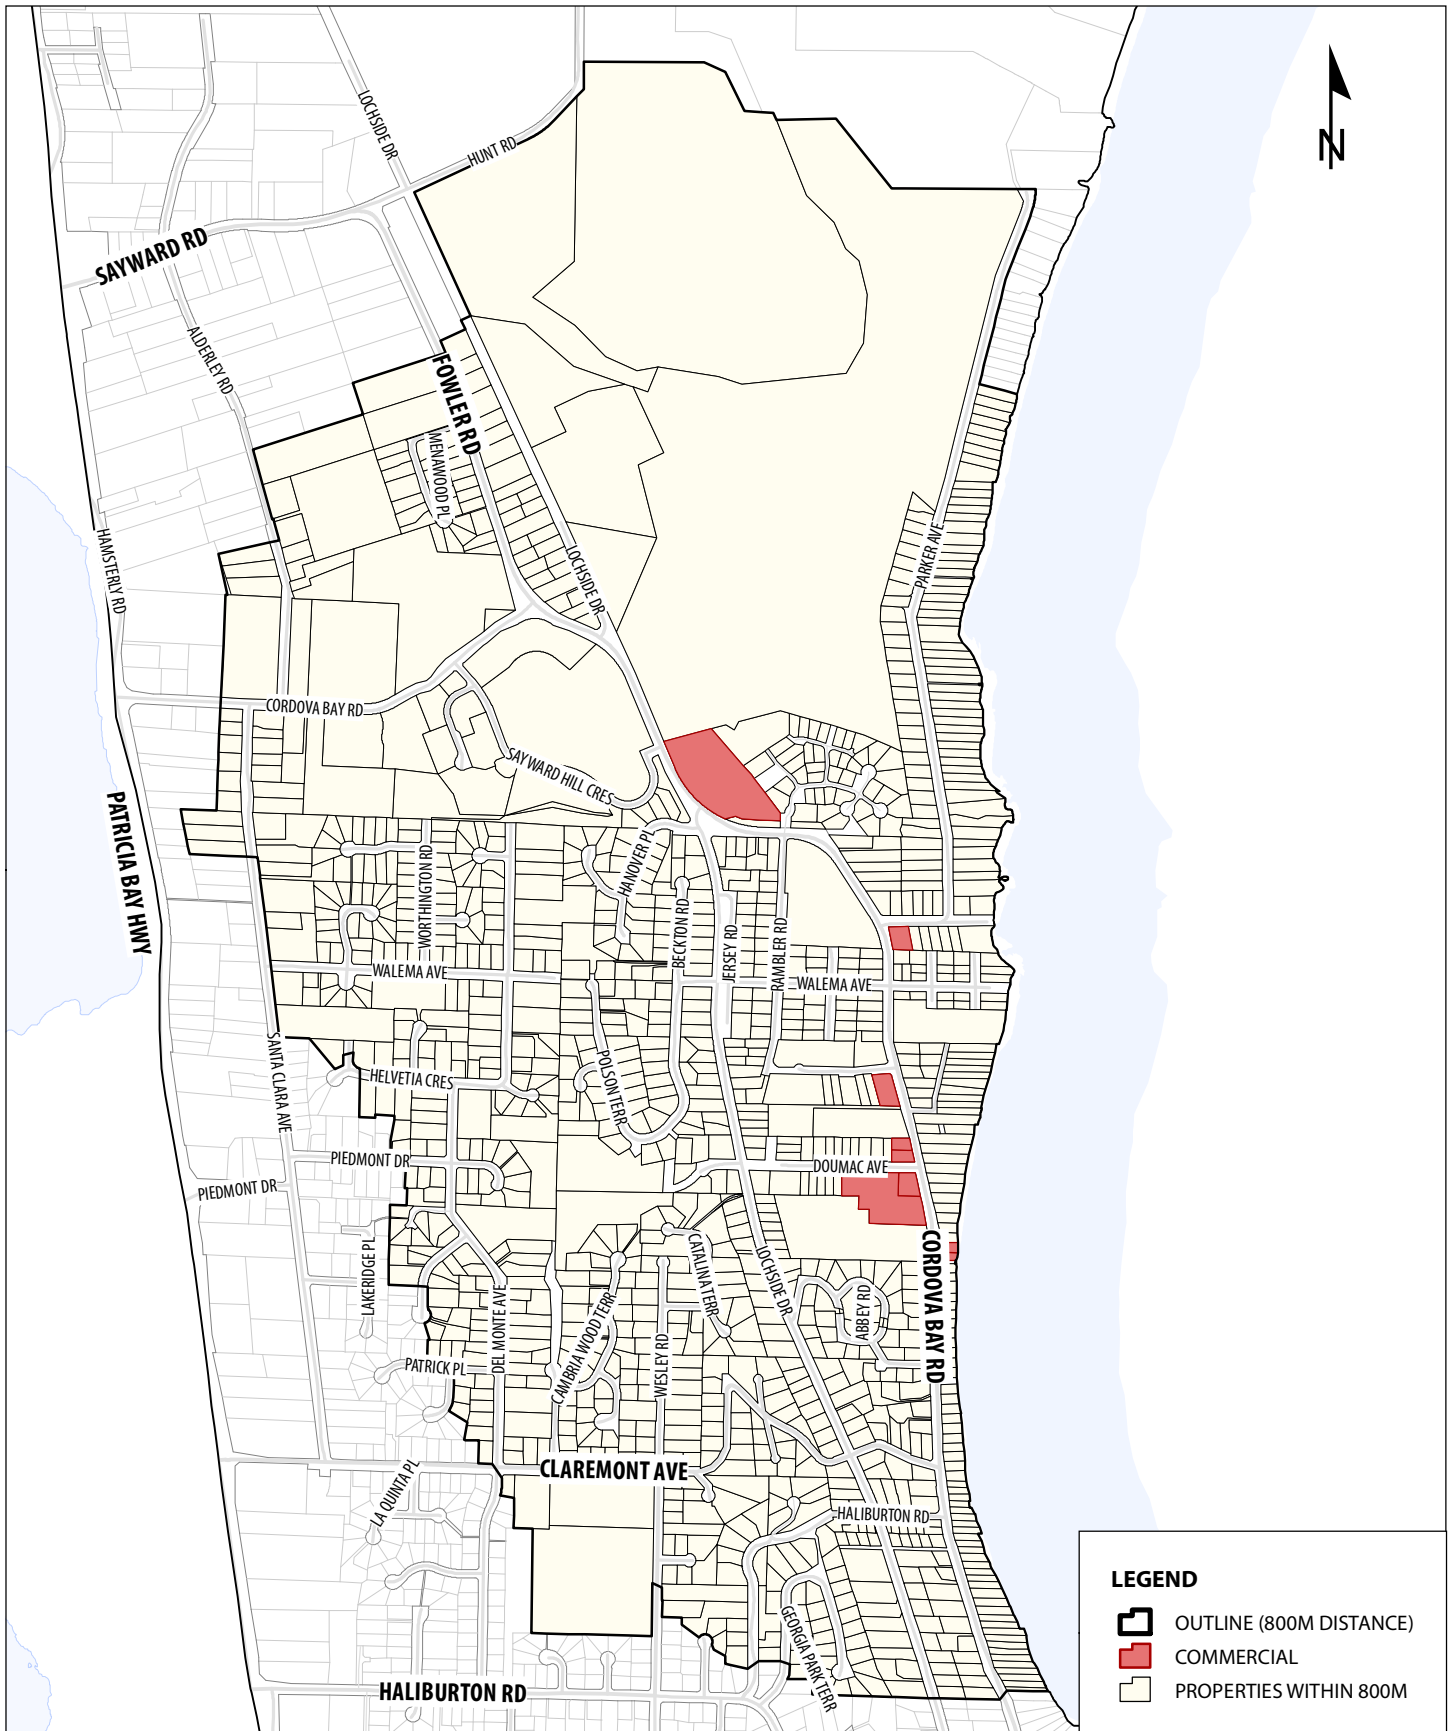 LOCHSIDE DR
HUNT RD
N
SAYWARD RD
ALDERLEY RD
FOWLER RD
MENAWOOD PL
HAMSTERLY RD
LOCHSIDE DR
PARKER AVE
CORDOVA BAY RD
SAYWARD HILL CRES
PATRICIA BAY HWY
HANOVER PL
WORTHINGTON RD
BECKTON RD
JERSEY RD
RAMBLER RD
WALEMA AVE
WALEMA AVE
SANTA CLARA AVE
HELVETIA CRES
POLSON TERR
PIEDMONT DR
DOUMAC AVE
PIEDMONT DR
LAKERIDGE PL
CATALINA TERR
LOCHSIDE DR
CORDOVA BAY RD
DEL MONTE AVE
CAMBRIA WOOD TERR
ABBEY RD
WESLEY RD
PATRICK PL
CLAREMONT AVE
LA QUINTA PL
HALIBURTON RD
GEORGIA PARK TERR
HALIBURTON RD
LEGEND
OUTLINE (800M DISTANCE)
COMMERCIAL
PROPERTIES WITHIN 800M